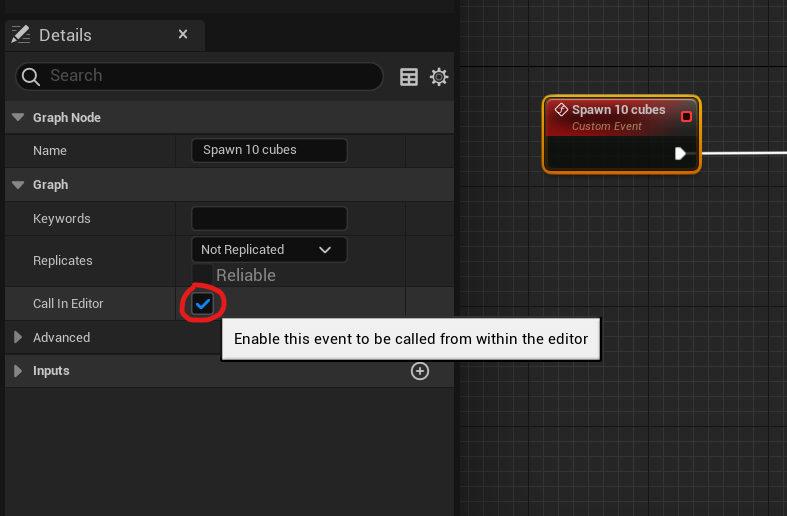 Details
Search
Graph Node
Name
Spawn 10 cubes
Graph
Keywords
Replicates
Not Replicated
Reliable
Call In Editor
Enable this event to be called from within the editor
Advanced
Inputs
Spawn 10 cubes
Custom Event